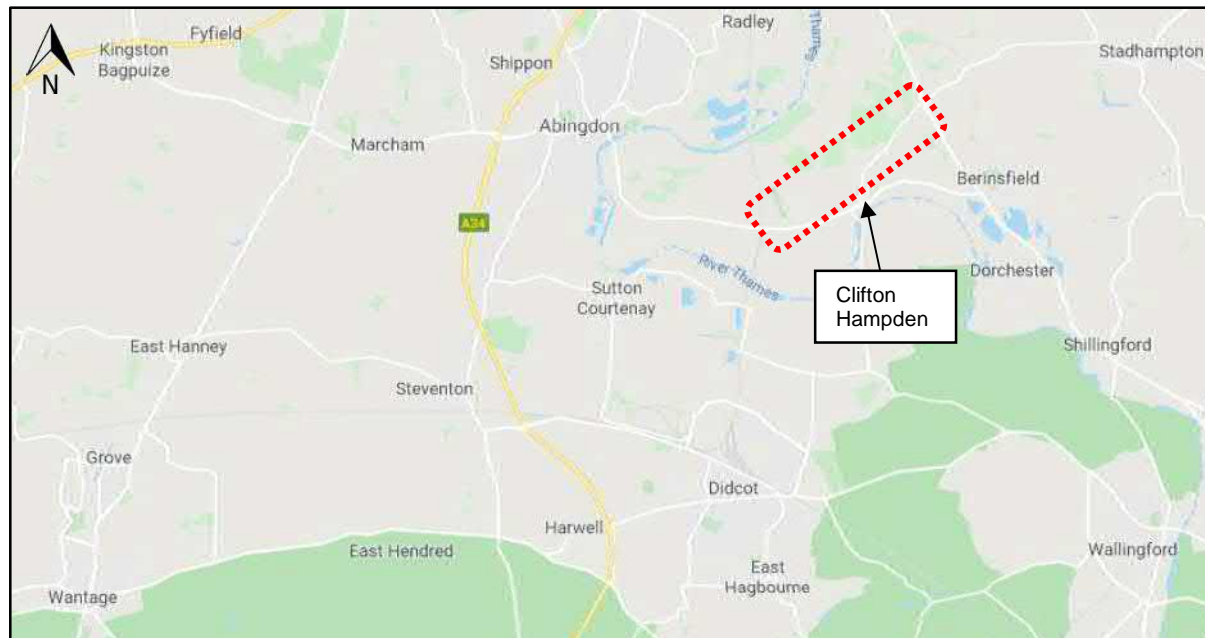 Radley
Thames
Fyfield
Kingston
Bagpuize
Stadhampton
Shippon
N
Abingdon
Marcham
Berinsfield
A34
River Thames
Dorchester
Sutton
Courtenay
Clifton
Hampden
East Hanney
Shillingford
Steventon
Grove
Didcot
Harwell
East Hendred
Wallingford
East
Hagbourne
Wantage